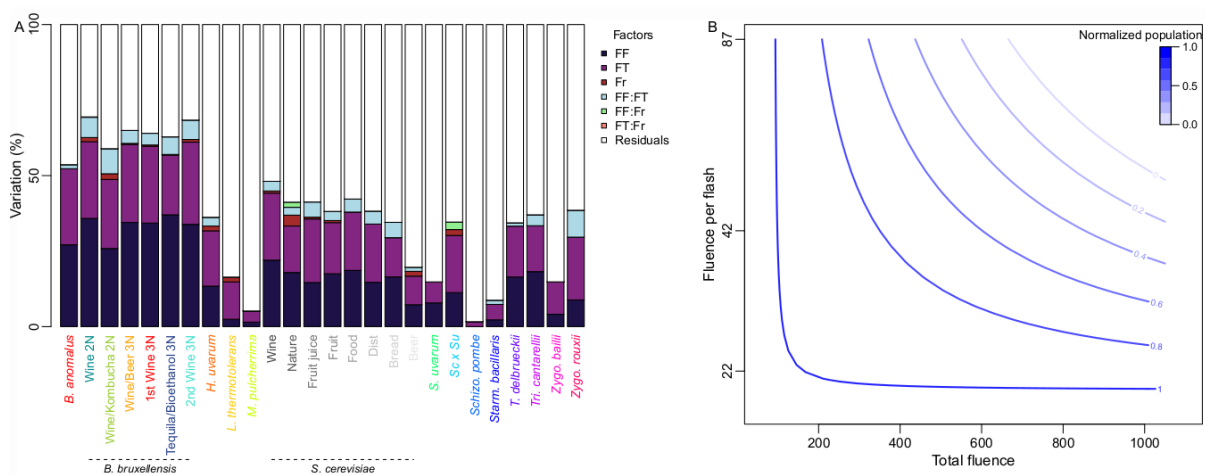 A
100
50
0
Variation (%)
Factors
FF
FT
Fr
FF:FT
FF:Fr
FT:Fr
Residuals
B. anomalus
Wine 2N
Wine/Kombucha 2N
Wine/Beer 3N
1st Wine 3N
Tequila/Bioethanol 3N
2nd Wine 3N
H. uvarum
L. thermotolerans
M. pulcherrima
Wine
Nature
Fruit juice
Fruit
Food
Dist
Bread
Beer
S. uvarum
Sc x Su
Schizo. pombe
Starm. bacillaris
T. delbrueckii
Tri. cantarellii
Zygo. bailii
Zygo. rouxii
B. bruxellensis
S. cerevisiae
B
87
42
22
Fluence per flash
Normalized population
1.0
0.5
0.0
0
0.2
0.4
0.6
0.8
1
200
400
600
800
1000
Total fluence